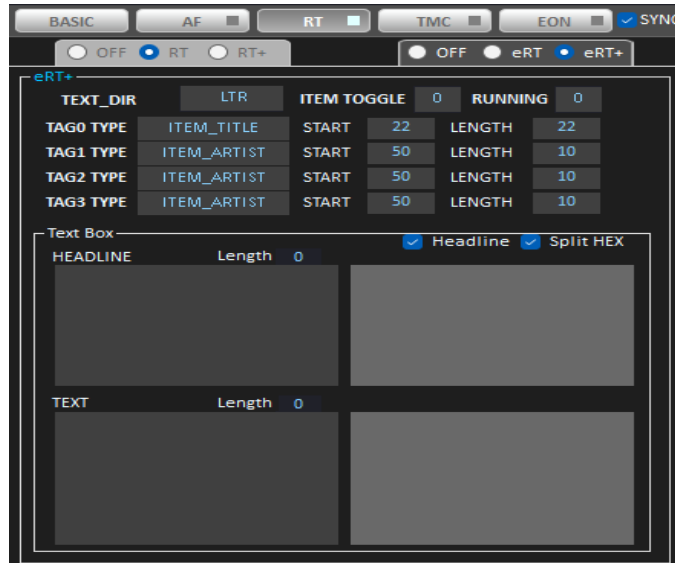 BASIC AF RT TMC EON SYNC
OFF RT RT+ OFF eRT eRT+
eRT+
TEXT_DIR LTR ITEM TOGGLE 0 RUNNING 0
TAG0 TYPE ITEM_TITLE START 22 LENGTH 22
TAG1 TYPE ITEM_ARTIST START 50 LENGTH 10
TAG2 TYPE ITEM_ARTIST START 50 LENGTH 10
TAG3 TYPE ITEM_ARTIST START 50 LENGTH 10
Text Box
Headline Split HEX
HEADLINE Length 0
TEXT Length 0